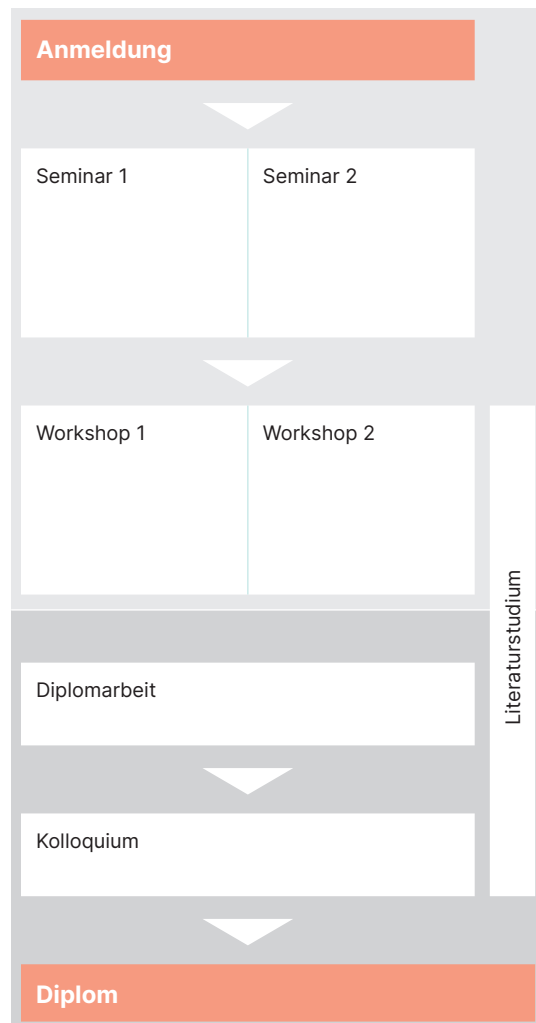 Anmeldung
Seminar 1
Seminar 2
Workshop 1
Workshop 2
Literaturstudium
Diplomarbeit
Kolloquium
Diplom